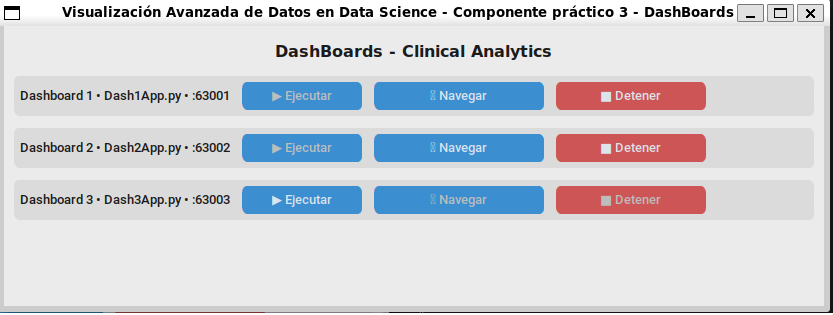 Visualización Avanzada de Datos en Data Science - Componente práctico 3 - DashBoards
DashBoards - Clinical Analytics
Dashboard 1 • Dash1App.py • :63001 ▶ Ejecutar Navegar ■ Detener
Dashboard 2 • Dash2App.py • :63002 ▶ Ejecutar Navegar ■ Detener
Dashboard 3 • Dash3App.py • :63003 ▶ Ejecutar Navegar ■ Detener